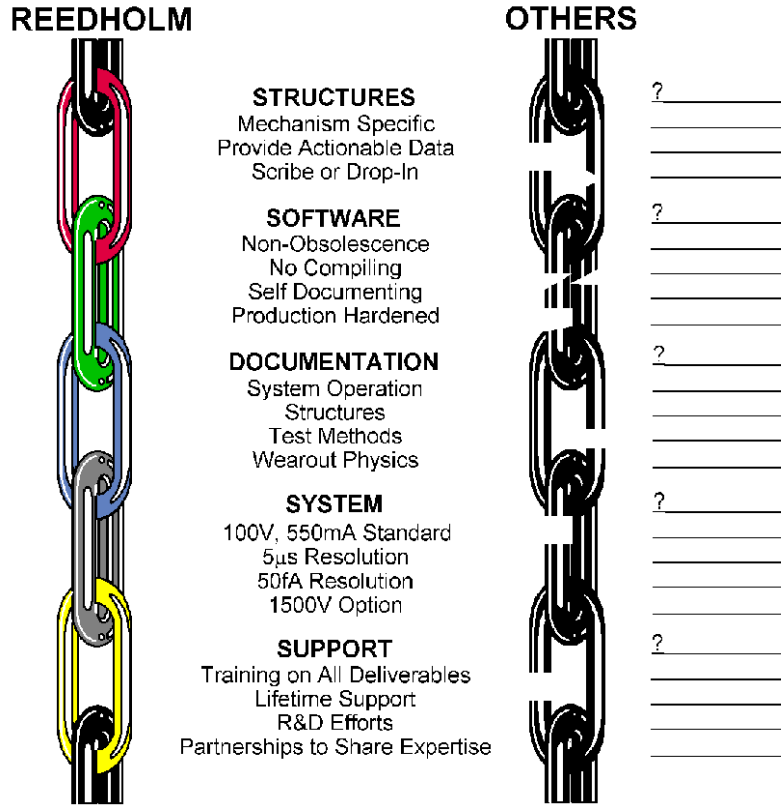 REEDHOLM
OTHERS
STRUCTURES
Mechanism Specific
Provide Actionable Data
Scribe or Drop-In
?
SOFTWARE
Non-Obsolescence
No Compiling
Self Documenting
Production Hardened
?
DOCUMENTATION
System Operation
Structures
Test Methods
Wearout Physics
?
SYSTEM
100V, 550mA Standard
5µs Resolution
50fA Resolution
1500V Option
?
SUPPORT
Training on All Deliverables
Lifetime Support
R&D Efforts
Partnerships to Share Expertise
?